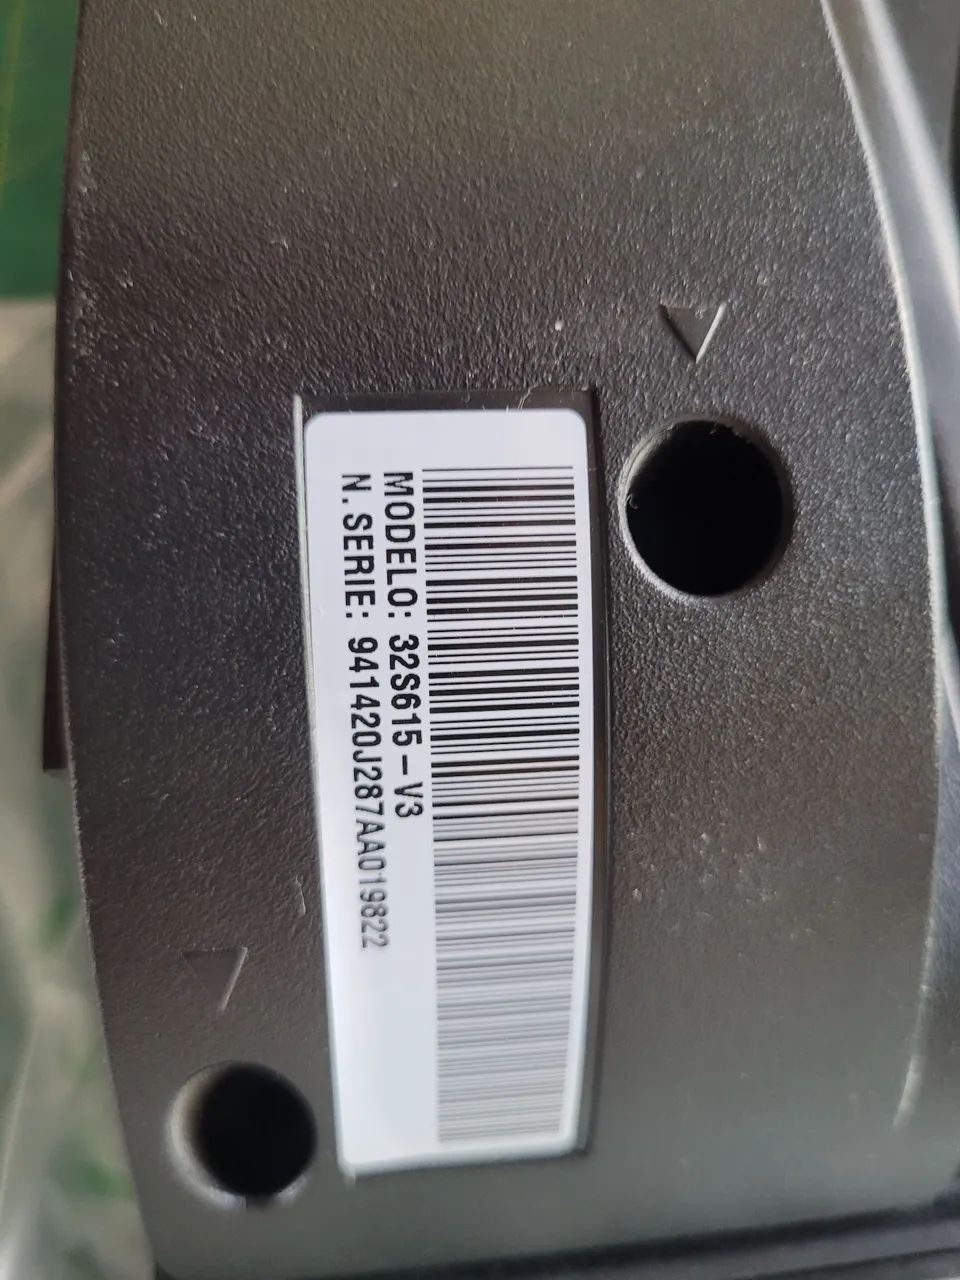 MODELO: 32S615-V3
N.SERIE: 941420J287AA019822